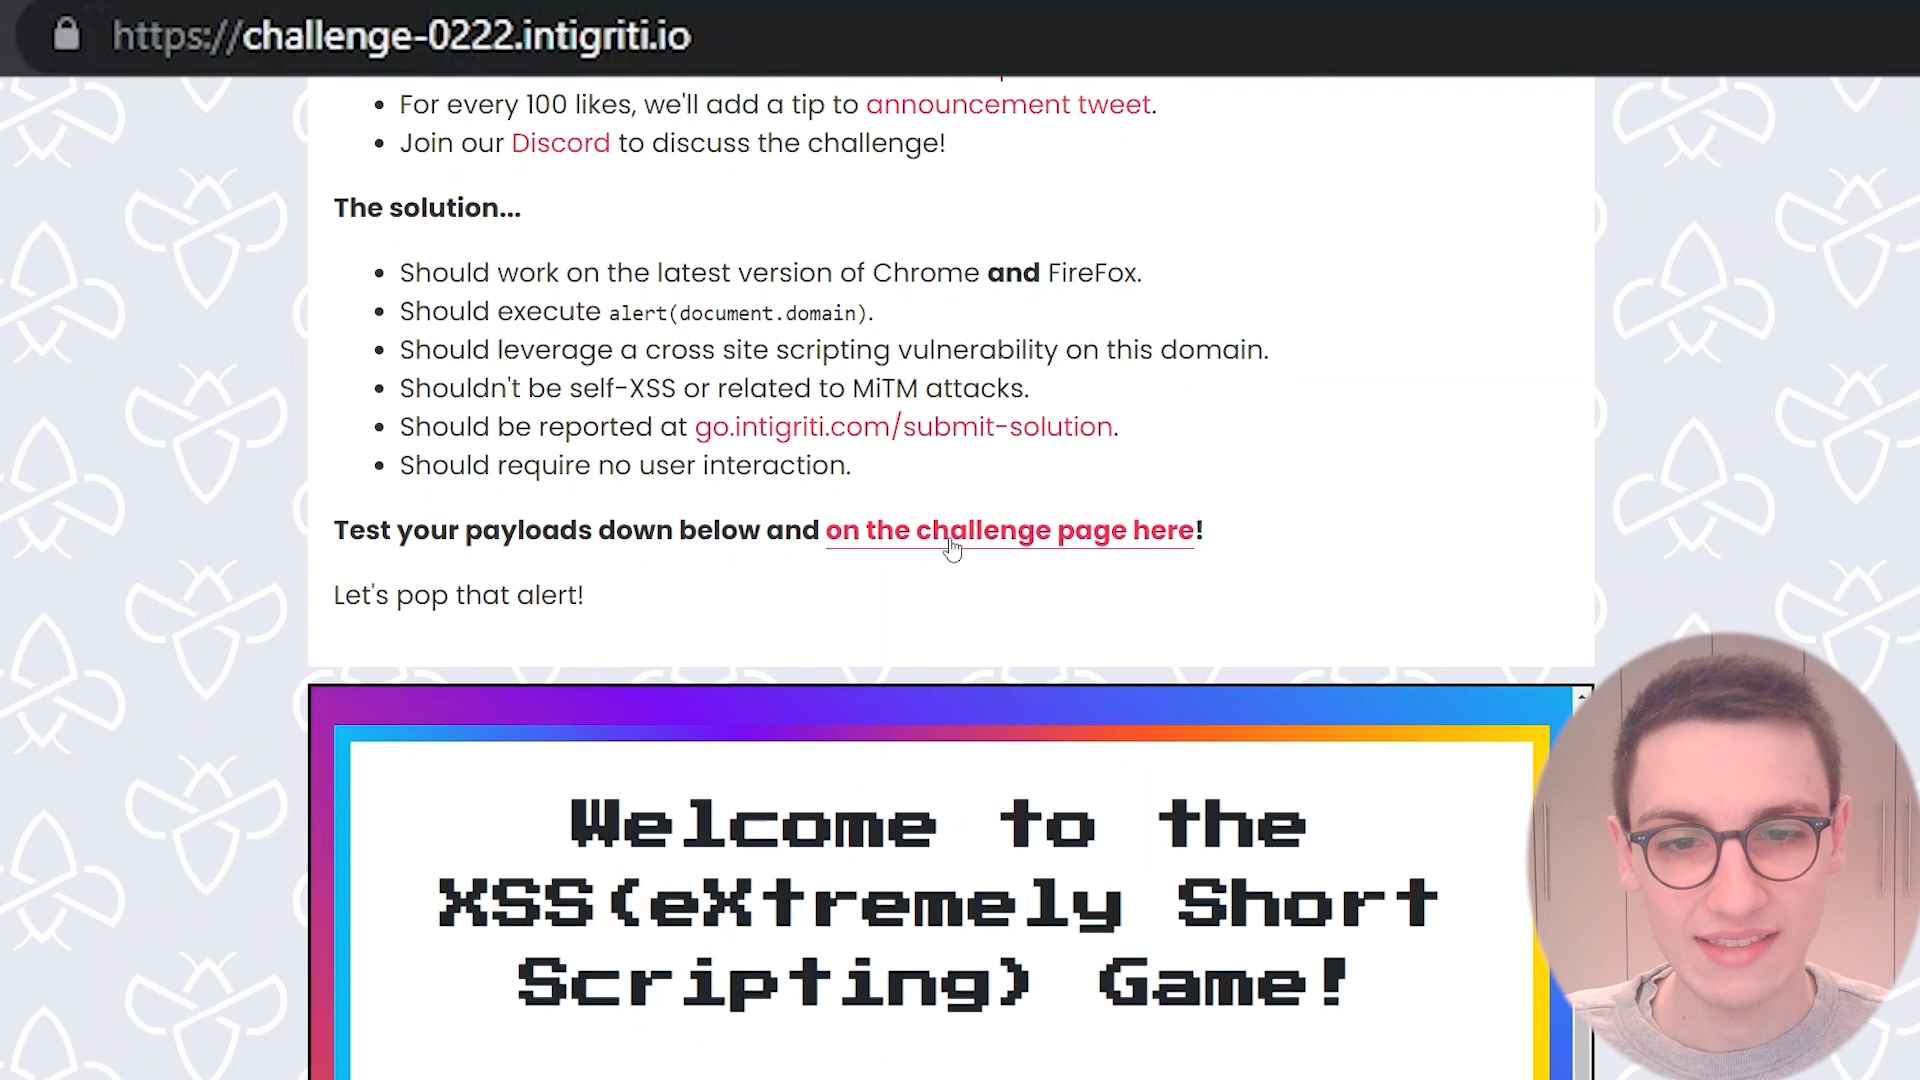 https://challenge-0222.intigriti.io
For every 100 likes, we'll add a tip to announcement tweet.
Join our Discord to discuss the challenge!
The solution...
Should work on the latest version of Chrome and FireFox.
Should execute alert(document.domain).
Should leverage a cross site scripting vulnerability on this domain.
Shouldn't be self-XSS or related to MiTM attacks.
Should be reported at go.intigriti.com/submit-solution.
Should require no user interaction.
Test your payloads down below and on the challenge page here!
Let's pop that alert!
Welcome to the
XSS(eXtremely Short
Scripting) Game!